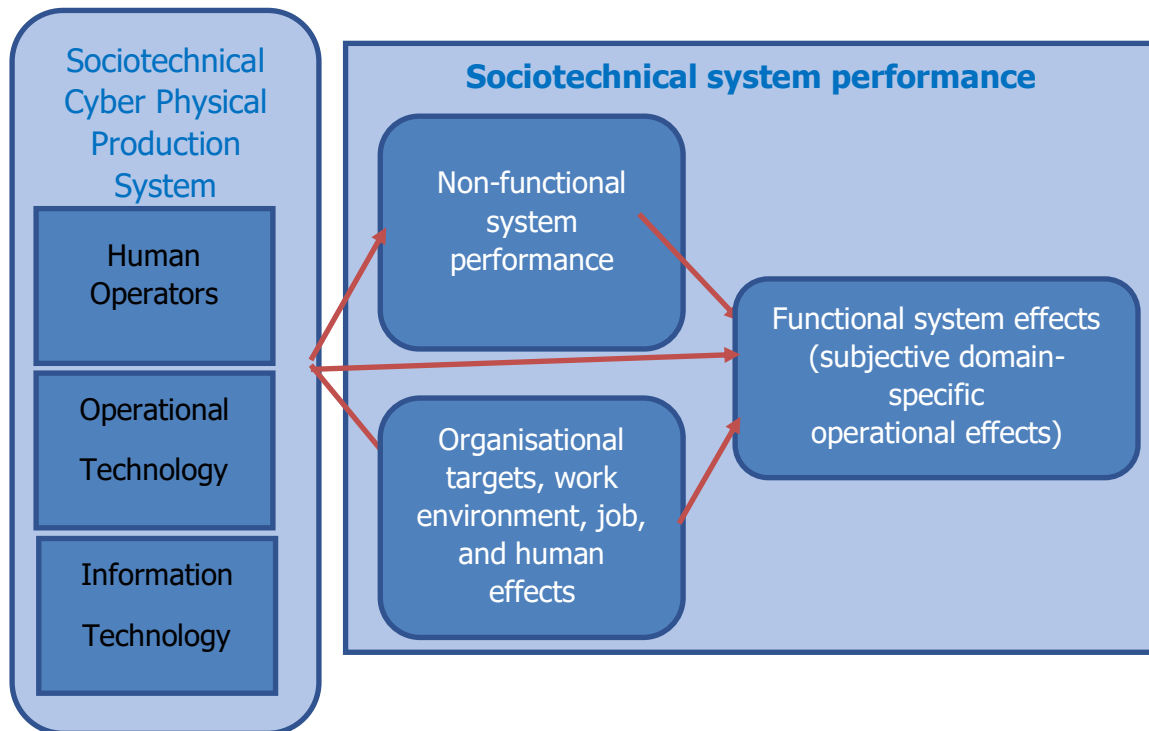 Sociotechnical
Cyber Physical
Production
System
Human
Operators
Operational
Technology
Information
Technology
Sociotechnical system performance
Non-functional
system
performance
Organisational
targets, work
environment, job,
and human
effects
Functional system effects
(subjective domain-
specific
operational effects)